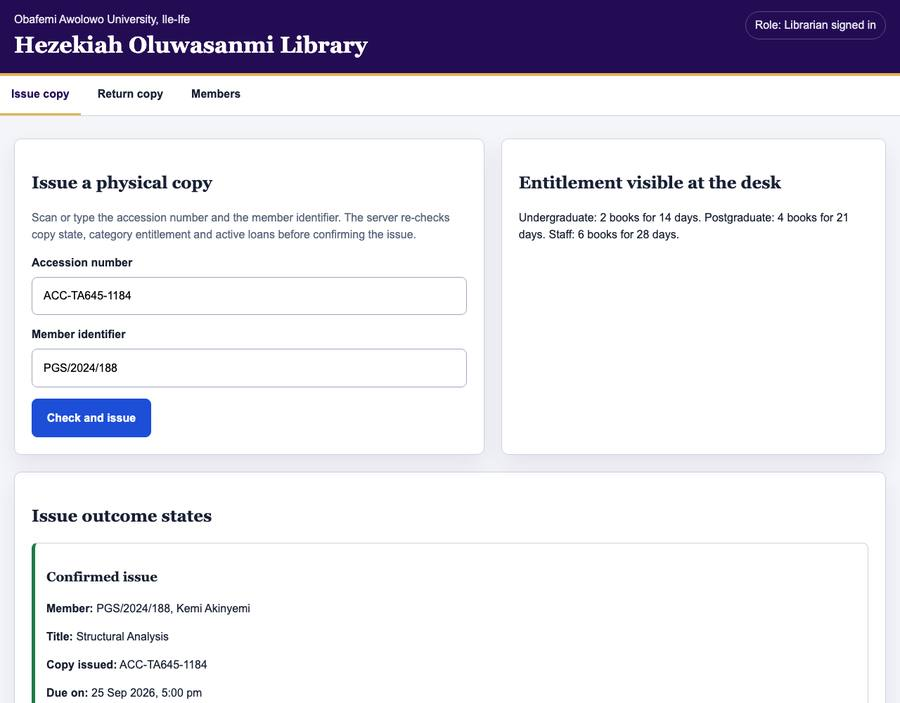 Obafemi Awolowo University, Ile-Ife
Hezekiah Oluwasanmi Library
Role: Librarian signed in
Issue copy
Return copy
Members
Issue a physical copy
Scan or type the accession number and the member identifier. The server re-checks
copy state, category entitlement and active loans before confirming the issue.
Accession number
ACC-TA645-1184
Member identifier
PGS/2024/188
Check and issue
Entitlement visible at the desk
Undergraduate: 2 books for 14 days. Postgraduate: 4 books for 21
days. Staff: 6 books for 28 days.
Issue outcome states
Confirmed issue
Member: PGS/2024/188, Kemi Akinyemi
Title: Structural Analysis
Copy issued: ACC-TA645-1184
Due on: 25 Sep 2026, 5:00 pm